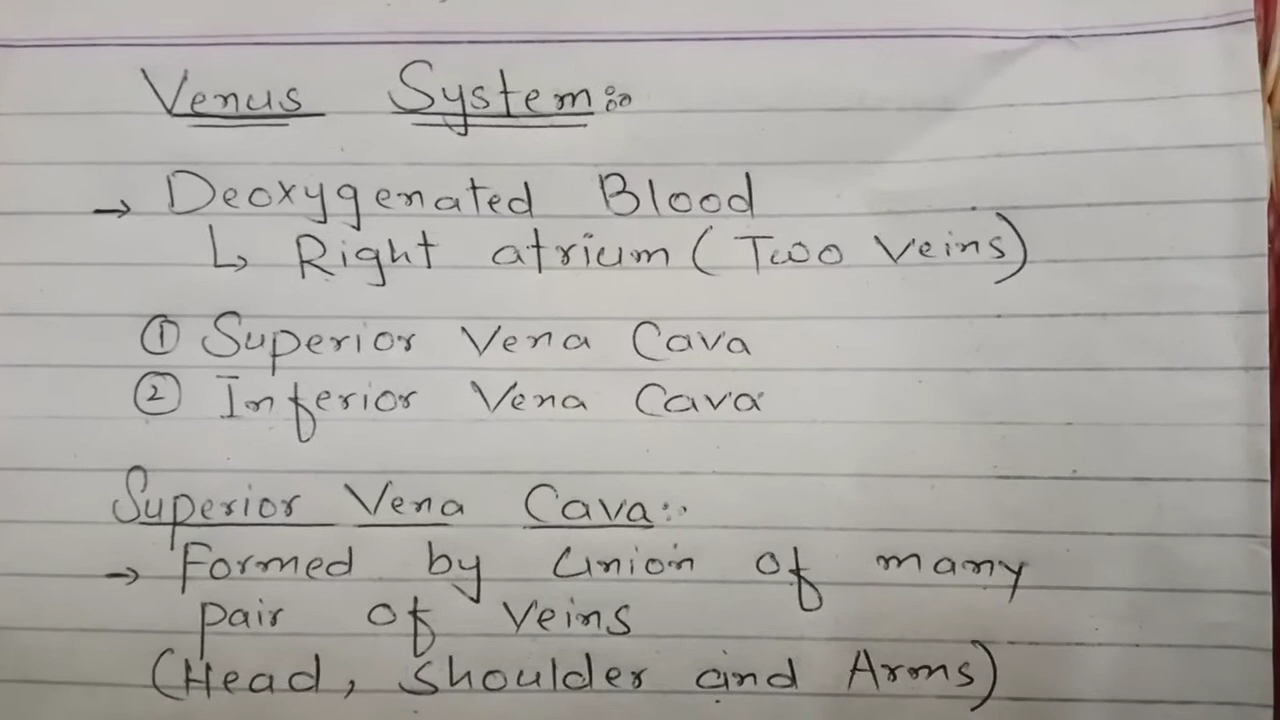 Venus System:
→ Deoxygenated Blood
↳ Right atrium (Two Veins)
① Superior Vena Cava
② Inferior Vena Cava
Superior Vena Cava:
→ Formed by Union of many
pair of Veins
(Head, Shoulder and Arms)